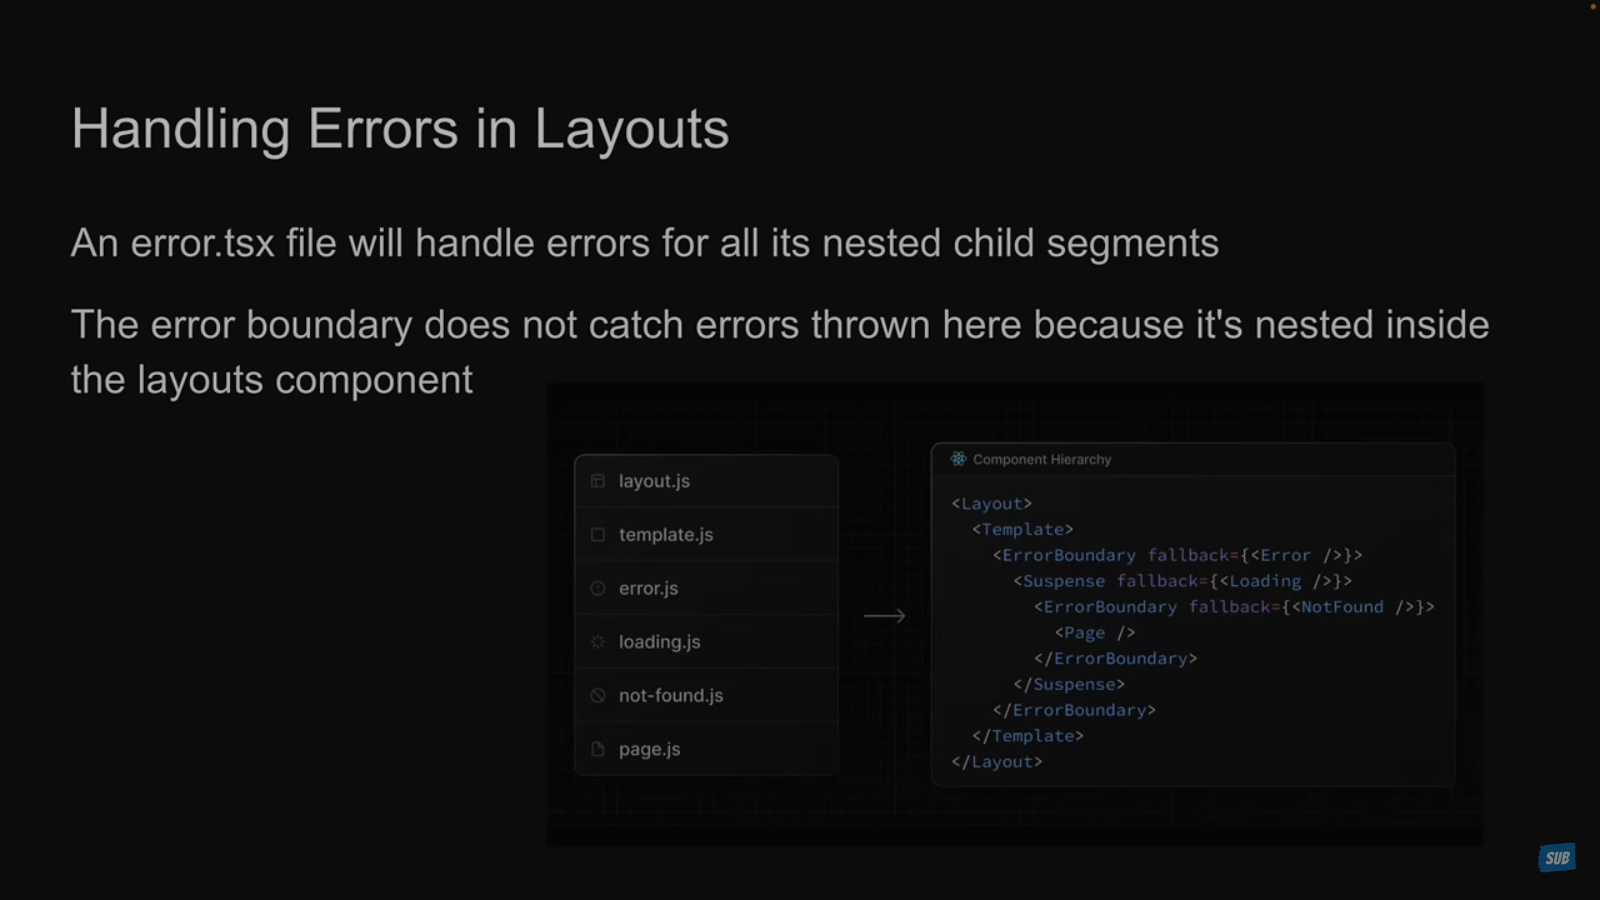 Handling Errors in Layouts
An error.tsx file will handle errors for all its nested child segments
The error boundary does not catch errors thrown here because it's nested inside
the layouts component
layout.js
template.js
error.js
loading.js
not-found.js
page.js
Component Hierarchy
<Layout>
<Template>
<ErrorBoundary fallback={<Error />}>
<Suspense fallback={<Loading />}>
<ErrorBoundary fallback={<NotFound />}>
<Page />
</ErrorBoundary>
</Suspense>
</ErrorBoundary>
</Template>
</Layout>
SUB